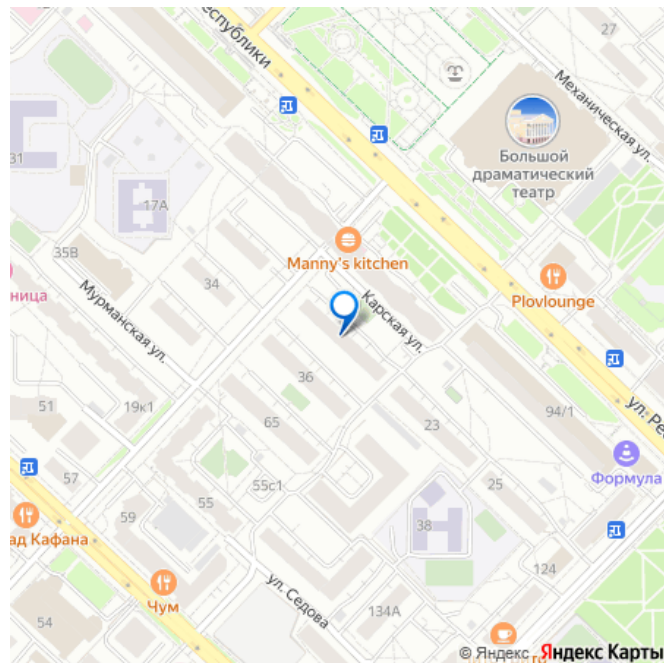 Республики
27
Механическая ул.
Большой
драматический
театр
31
17А
35В
Manny's kitchen
34
Plovlounge
ница
Мурманская ул.
Карская ул.
36
51
19к1
65
23
94/1
ул. Ре
57
55с1
25
Формула
59
55
38
ад Кафана
124
Чум
ул. Седова
134А
54
© Яндекс
Яндекс Карты